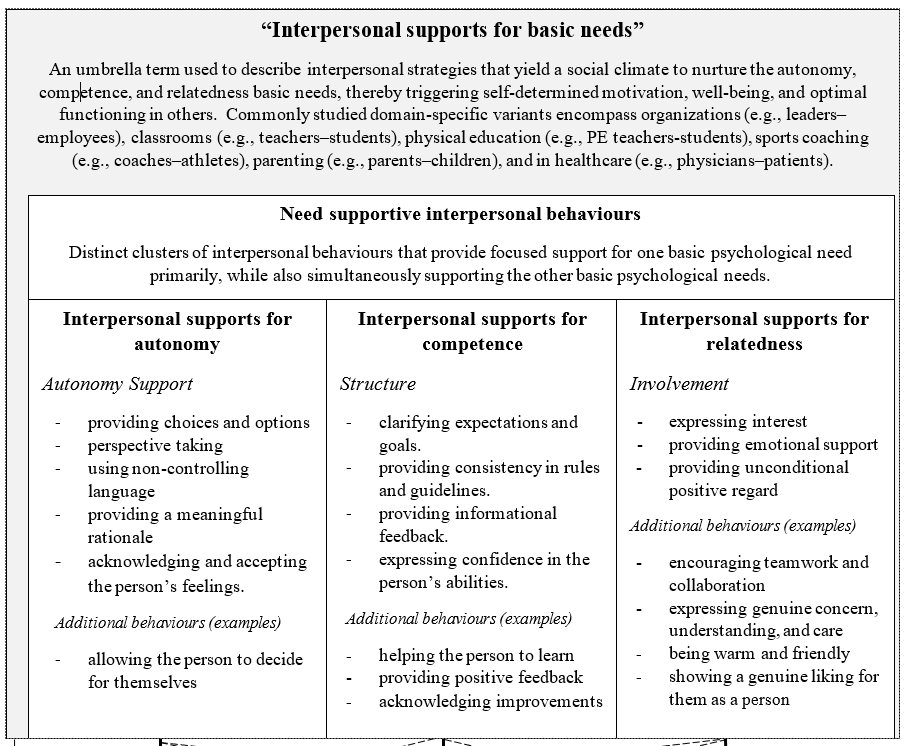 “Interpersonal supports for basic needs”
An umbrella term used to describe interpersonal strategies that yield a social climate to nurture the autonomy,
competence, and relatedness basic needs, thereby triggering self-determined motivation, well-being, and optimal
functioning in others. Commonly studied domain-specific variants encompass organizations (e.g., leaders–
employees), classrooms (e.g., teachers–students), physical education (e.g., PE teachers-students), sports coaching
(e.g., coaches–athletes), parenting (e.g., parents–children), and in healthcare (e.g., physicians–patients).
Need supportive interpersonal behaviours
Distinct clusters of interpersonal behaviours that provide focused support for one basic psychological need
primarily, while also simultaneously supporting the other basic psychological needs.
Interpersonal supports for
autonomy
Autonomy Support
- providing choices and options
- perspective taking
- using non-controlling
language
- providing a meaningful
rationale
- acknowledging and accepting
the person’s feelings.
Additional behaviours (examples)
- allowing the person to decide
for themselves
Interpersonal supports for
competence
Structure
- clarifying expectations and
goals.
- providing consistency in rules
and guidelines.
- providing informational
feedback.
- expressing confidence in the
person’s abilities.
Additional behaviours (examples)
- helping the person to learn
- providing positive feedback
- acknowledging improvements
Interpersonal supports for
relatedness
Involvement
- expressing interest
- providing emotional support
- providing unconditional
positive regard
Additional behaviours (examples)
- encouraging teamwork and
collaboration
- expressing genuine concern,
understanding, and care
- being warm and friendly
- showing a genuine liking for
them as a person